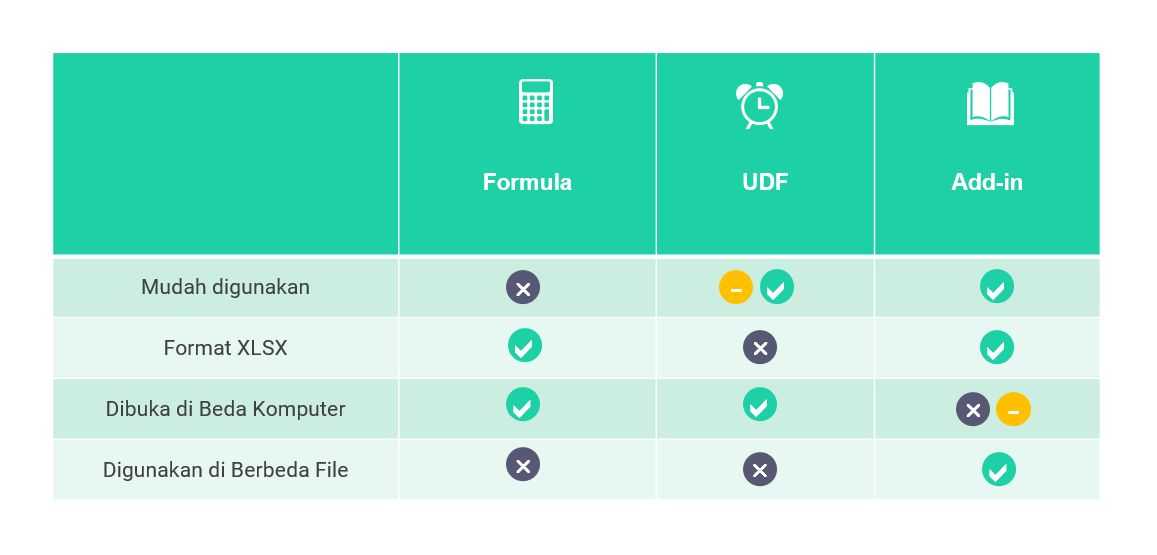 Formula
UDF
Add-in
Mudah digunakan
Format XLSX
Dibuka di Beda Komputer
Digunakan di Berbeda File